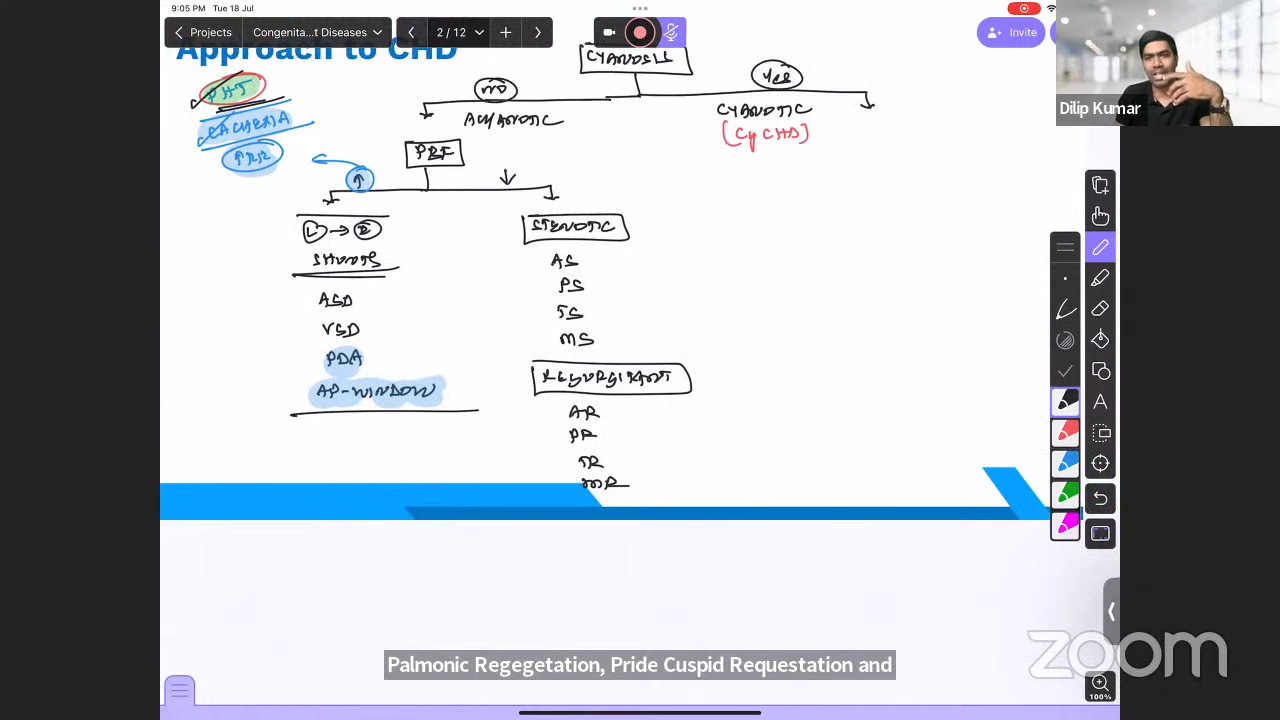 9:05 PM Tue 18 Jul
Projects
Congenita...t Diseases
2 / 12
Invite
Approach to CHD
CYANOSIS
NO
YES
ACYANOTIC
CYANOTIC
[CyCHD]
PHT
CACHEXIA
↑RR
PBF
↑
↓
L → R
SHUNTS
ASD
VSD
PDA
AP-WINDOW
STENOTIC
AS
PS
TS
MS
REGURGITANT
AR
PR
TR
MR
Dilip Kumar
A
100%
zoom
Palmonic Regegetation, Pride Cuspid Requestation and